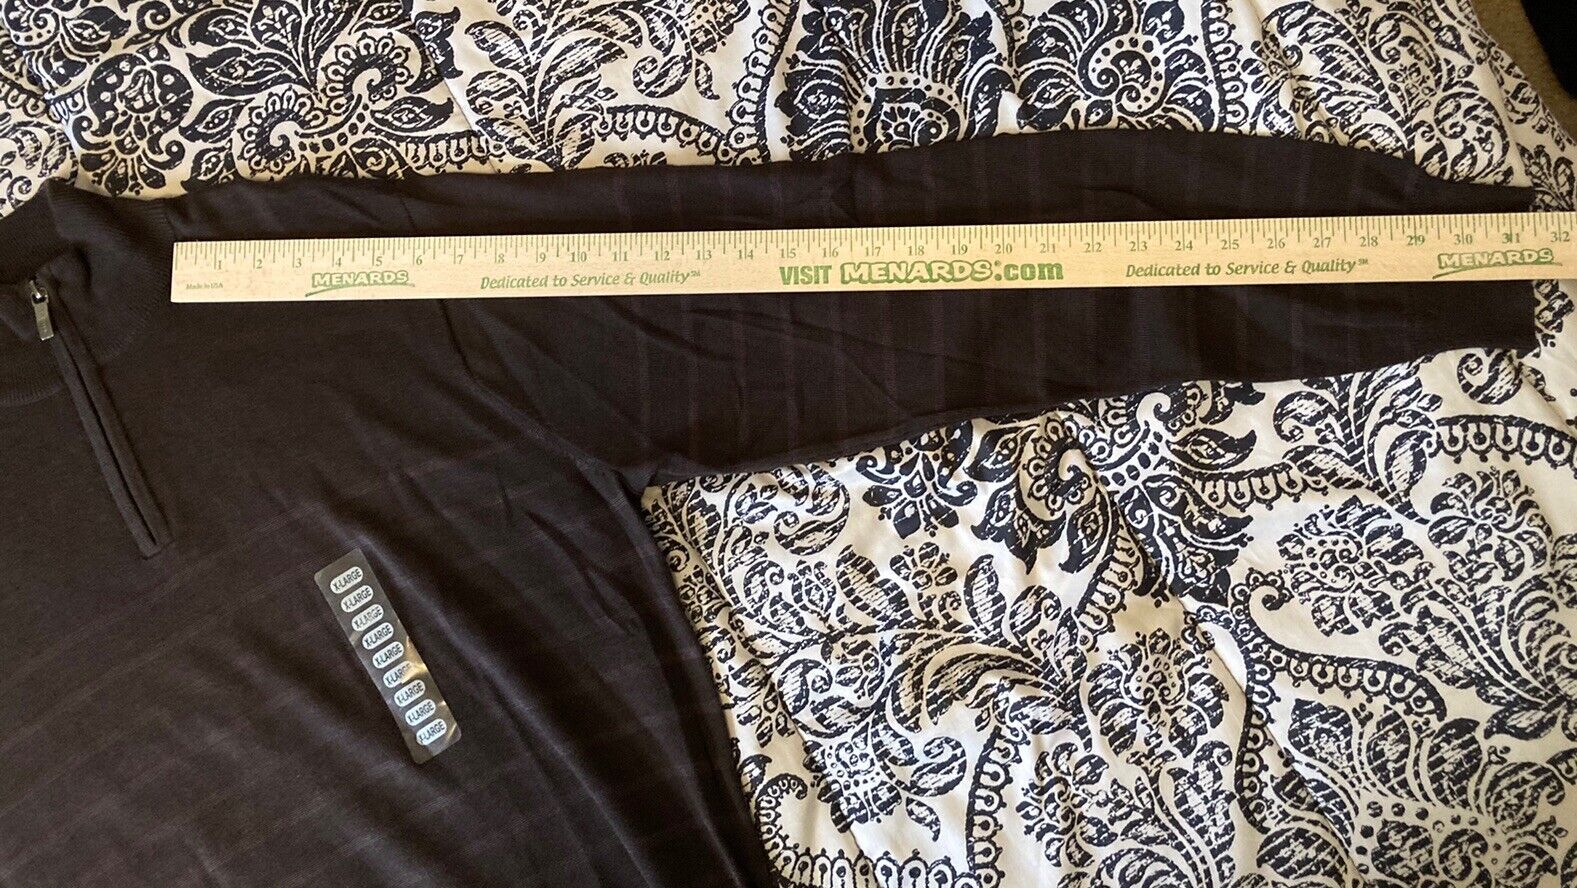 1 2 3 4 5 6 7 8 9 10 11 12 13 14 15 16 17 18 19 20 21 22 23 24 25 26 27 28 29 30 31 32
Made in USA MENARDS Dedicated to Service & Quality℠ VISIT MENARDS.com Dedicated to Service & Quality℠ MENARDS
X-LARGE
X-LARGE
X-LARGE
X-LARGE
X-LARGE
X-LARGE
X-LARGE
X-LARGE
X-LARGE